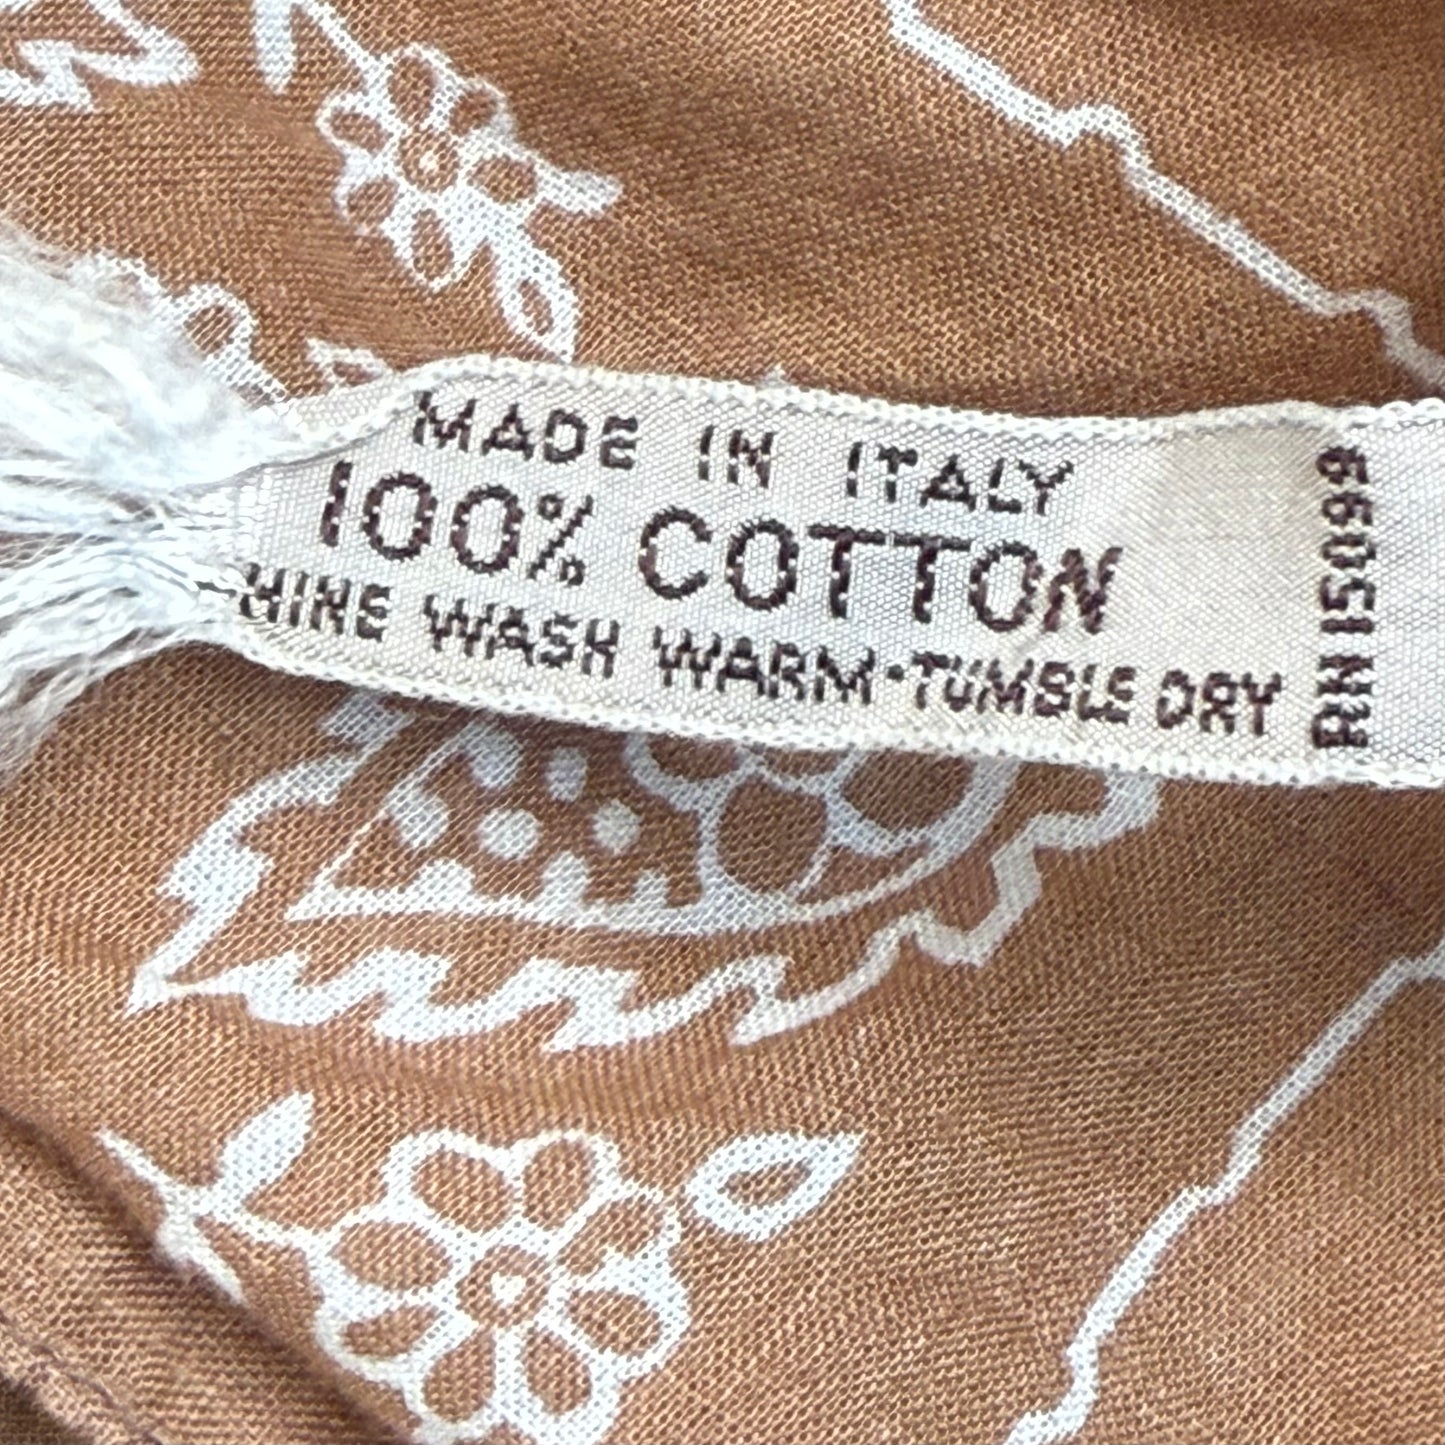 MADE IN ITALY
100% COTTON
HINE WASH WARM·TUMBLE DRY
RN 15099